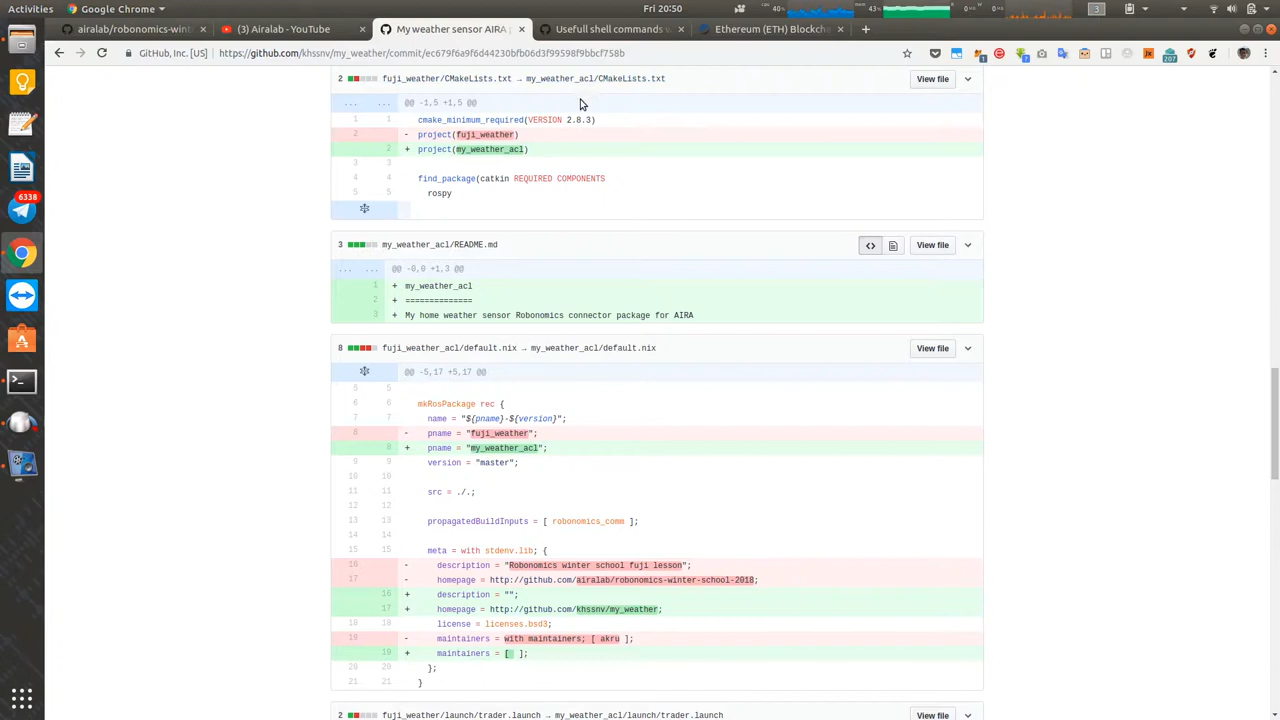 Activities Google Chrome Fri 20:50 40 44 3
airalab/robonomics-wint × (3) Airalab - YouTube × My weather sensor AIRA p × Usefull shell commands w × Ethereum (ETH) Blockcha × +
GitHub, Inc. [US] https://github.com/khssnv/my_weather/commit/ec679f6a9f6d44230bfb06d3f99598f9bbcf758b
2 fuji_weather/CMakeLists.txt → my_weather_acl/CMakeLists.txt View file
... ... @@ -1,5 +1,5 @@
1 1 cmake_minimum_required(VERSION 2.8.3)
2 - project(fuji_weather)
2 + project(my_weather_acl)
3 3
4 4 find_package(catkin REQUIRED COMPONENTS
5 5 rospy
3 my_weather_acl/README.md View file
... ... @@ -0,0 +1,3 @@
1 + my_weather_acl
2 + ==============
3 + My home weather sensor Robonomics connector package for AIRA
8 fuji_weather_acl/default.nix → my_weather_acl/default.nix View file
@@ -5,17 +5,17 @@
5 5
6 6 mkRosPackage rec {
7 7 name = "${pname}-${version}";
8 - pname = "fuji_weather";
8 + pname = "my_weather_acl";
9 9 version = "master";
10 10
11 11 src = ./.;
12 12
13 13 propagatedBuildInputs = [ robonomics_comm ];
14 14
15 15 meta = with stdenv.lib; {
16 - description = "Robonomics winter school fuji lesson";
17 - homepage = http://github.com/airalab/robonomics-winter-school-2018;
16 + description = "";
17 + homepage = http://github.com/khssnv/my_weather;
18 18 license = licenses.bsd3;
19 - maintainers = with maintainers; [ akru ];
19 + maintainers = [ ];
20 20 };
21 21 }
2 fuji_weather/launch/trader.launch → my_weather_acl/launch/trader.launch View file
6338